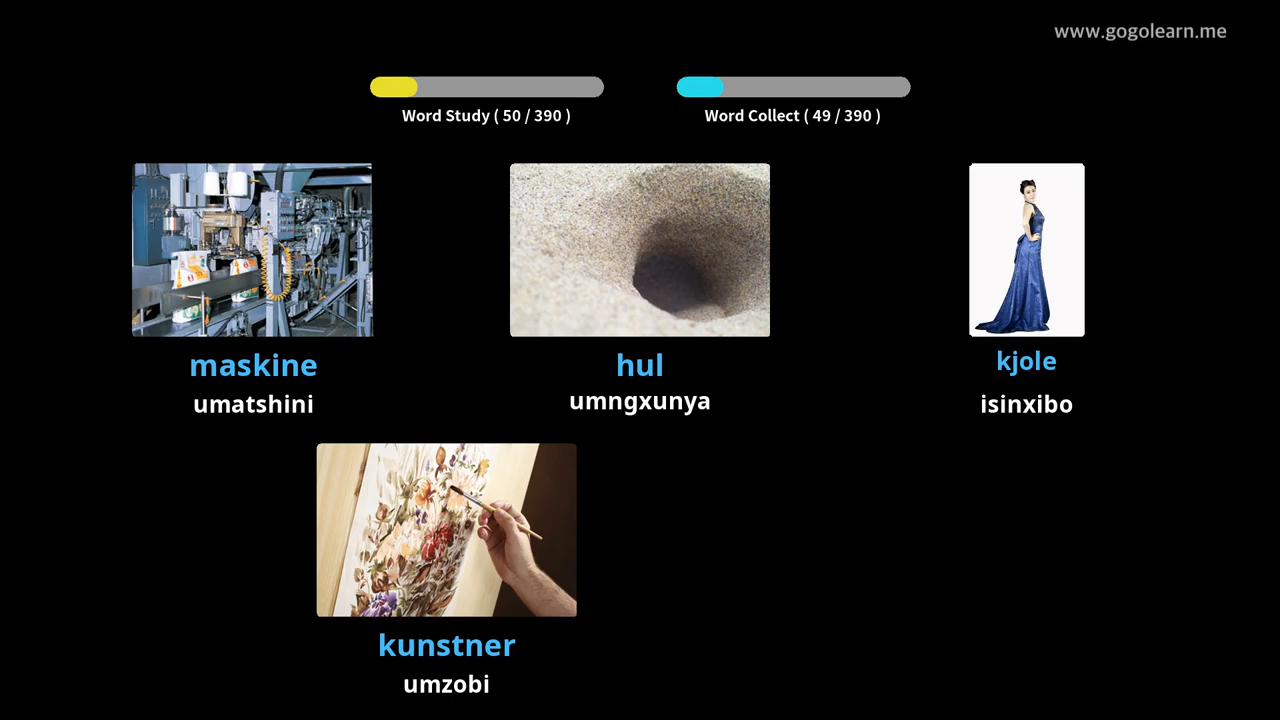 www.gogolearn.me
Word Study ( 50 / 390 )
Word Collect ( 49 / 390 )
maskine
umatshini
hul
umngxunya
kjole
isinxibo
kunstner
umzobi